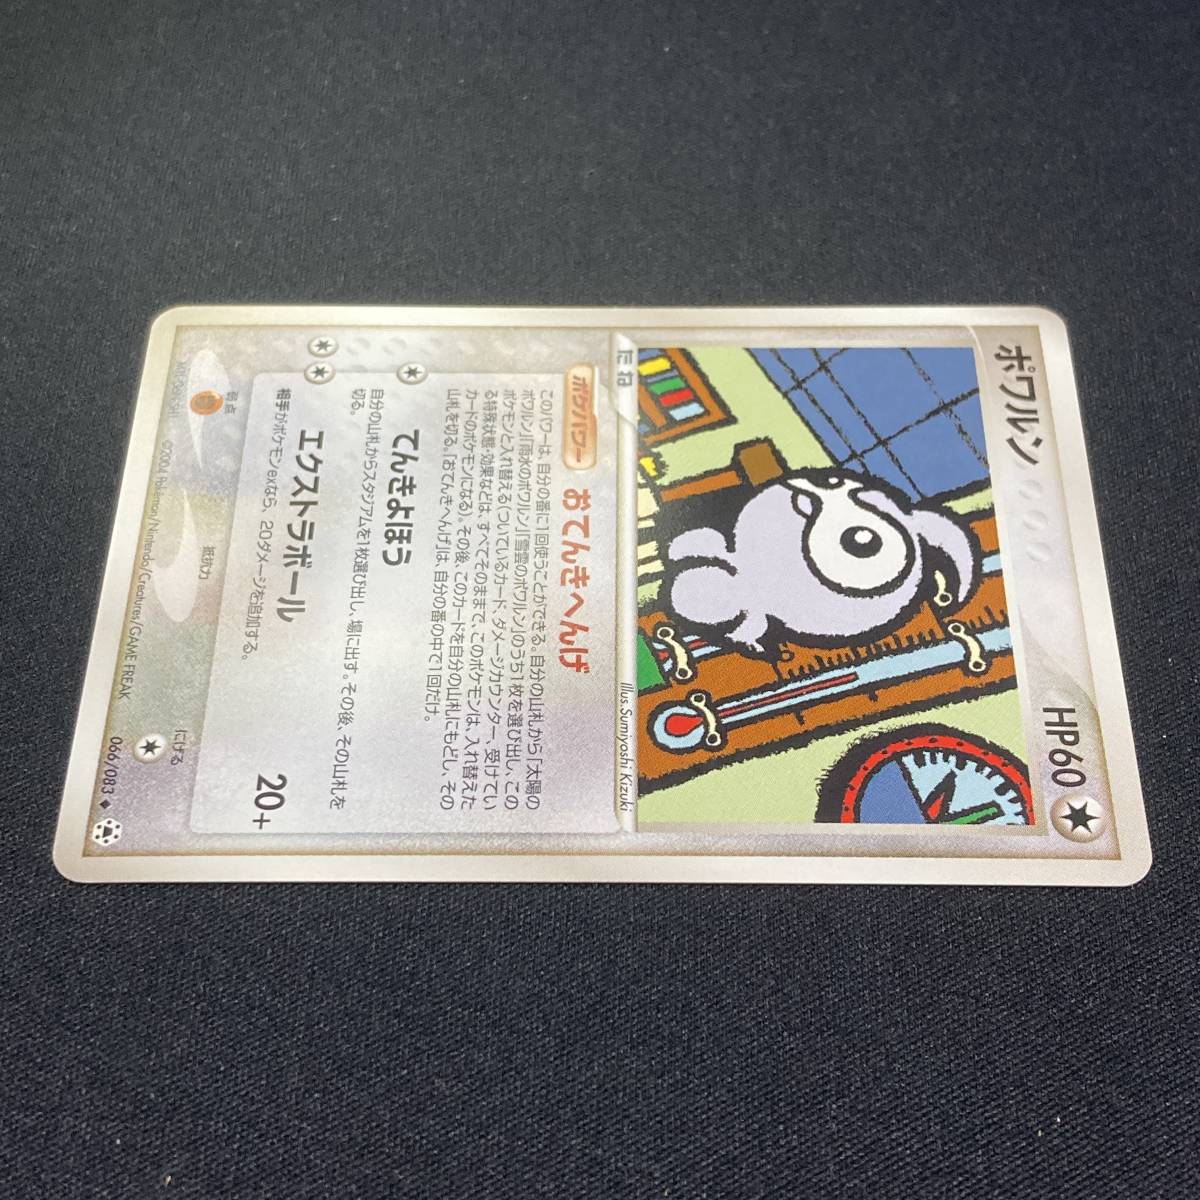 ポワルン HP60
たね
Illus.Sumiyoshi Kizuki
ポケパワー おてんきへんげ
このパワーは、自分の番に1回使うことができる。自分の山札から「太陽の
ポワルン」「雨水のポワルン」「雪雲のポワルン」のうち1枚を選び出し、この
ポケモンと入れ替える(ついているカード、ダメージカウンター、受けてい
る特殊状態・効果などは、すべてそのままで、このポケモンは、入れ替えた
カードのポケモンになる)。その後、このカードを自分の山札にもどし、その
山札を切る。「おてんきへんげ」は、自分の番の中で1回だけ。
てんきよほう
自分の山札からスタジアムを1枚選び出し、場に出す。その後、その山札を
切る。
エクストラボール 20+
相手がポケモンexなら、20ダメージを追加する。
弱点 抵抗力 にげる
Pokémon/Nintendo/Creatures/GAME FREAK
066/083 ◆